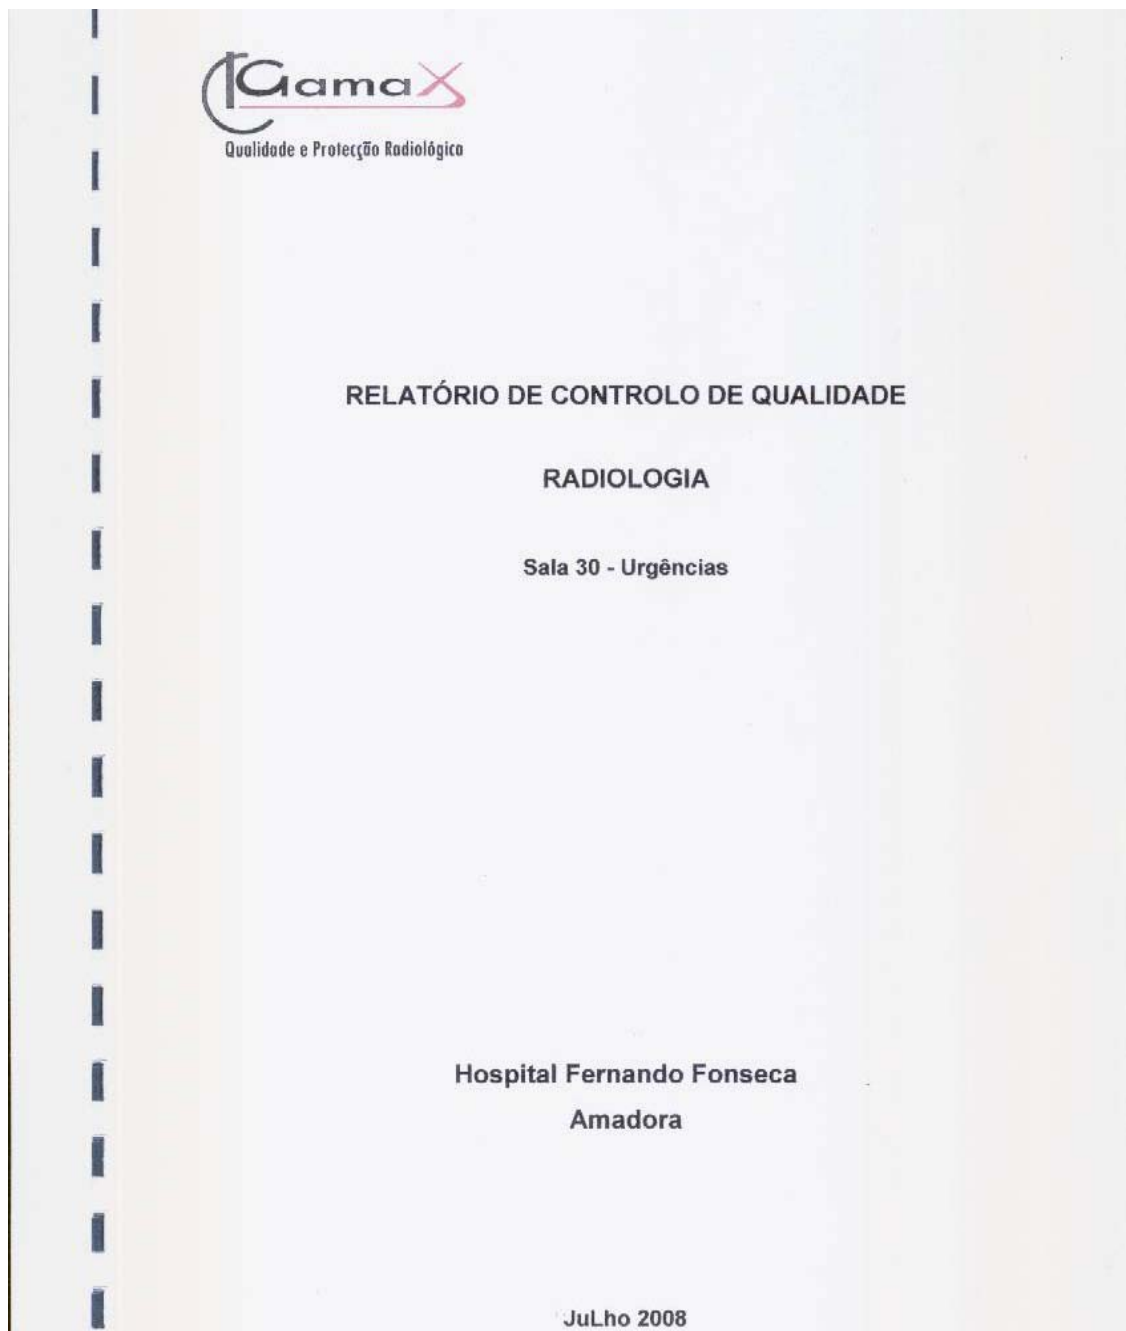 GamaX
Qualidade e Protecção Radiológica
RELATÓRIO DE CONTROLO DE QUALIDADE
RADIOLOGIA
Sala 30 - Urgências
Hospital Fernando Fonseca
Amadora
JuLho 2008